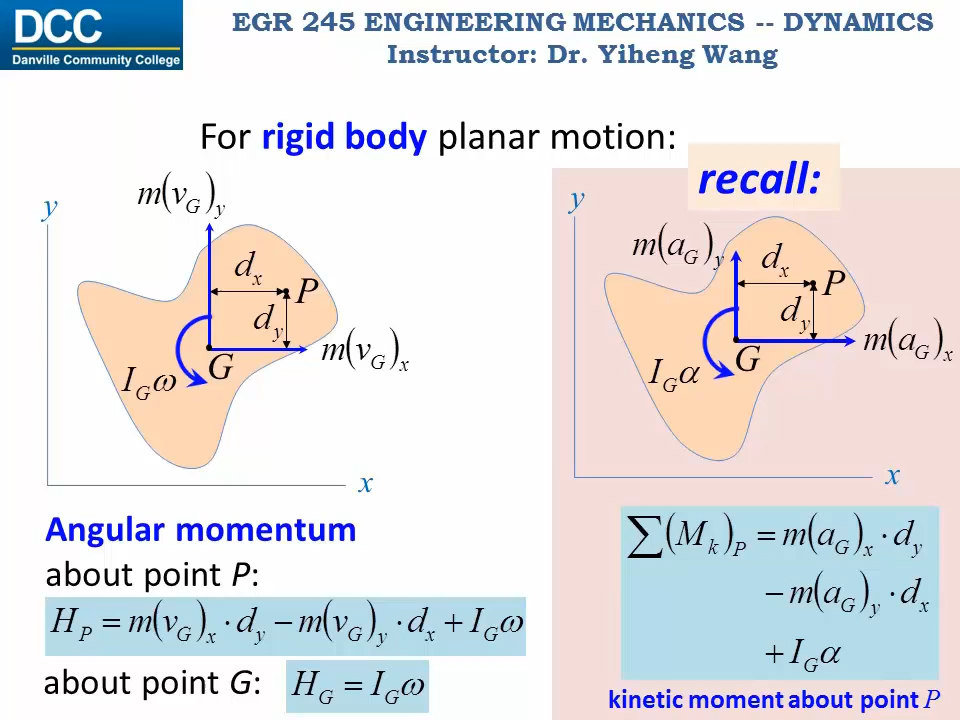 DCC
Danville Community College
EGR 245 ENGINEERING MECHANICS -- DYNAMICS
Instructor: Dr. Yiheng Wang
For rigid body planar motion:
recall:
y
m(v_G)_y
d_x
P
d_y
m(v_G)_x
G
I_Gω
x
y
m(a_G)_y
d_x
P
d_y
m(a_G)_x
G
I_Gα
x
Angular momentum
about point P:
H_P = m(v_G)_x · d_y − m(v_G)_y · d_x + I_Gω
about point G: H_G = I_Gω
∑(M_k)_P = m(a_G)_x · d_y
− m(a_G)_y · d_x
+ I_Gα
kinetic moment about point P